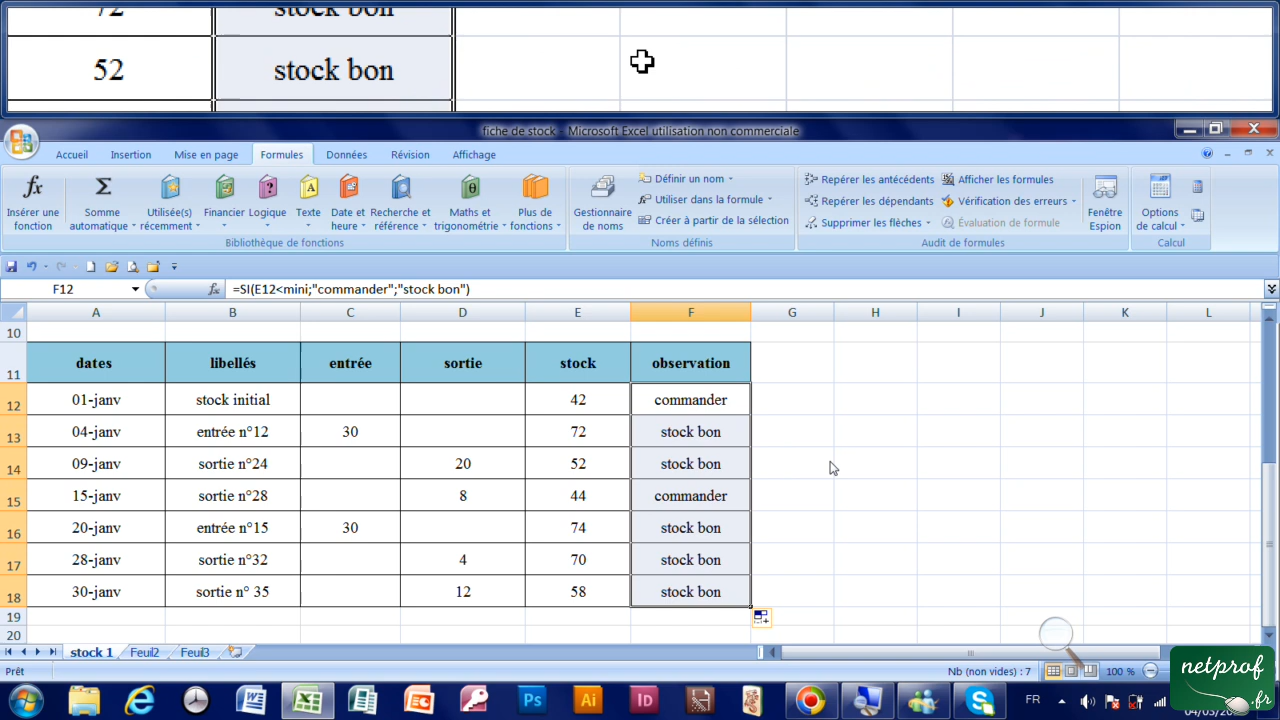 72 stock bon
52 stock bon
fiche de stock - Microsoft Excel utilisation non commerciale
Accueil Insertion Mise en page Formules Données Révision Affichage
Insérer une fonction
Somme automatique
Utilisée(s) récemment
Financier
Logique
Texte
Date et heure
Recherche et référence
Maths et trigonométrie
Plus de fonctions
Bibliothèque de fonctions
Gestionnaire de noms
Définir un nom
Utiliser dans la formule
Créer à partir de la sélection
Noms définis
Repérer les antécédents
Repérer les dépendants
Supprimer les flèches
Afficher les formules
Vérification des erreurs
Évaluation de formule
Audit de formules
Fenêtre Espion
Options de calcul
Calcul
F12 fx =SI(E12<mini;"commander";"stock bon")
A B C D E F G H I J K L
10
11 dates libellés entrée sortie stock observation
12 01-janv stock initial 42 commander
13 04-janv entrée n°12 30 72 stock bon
14 09-janv sortie n°24 20 52 stock bon
15 15-janv sortie n°28 8 44 commander
16 20-janv entrée n°15 30 74 stock bon
17 28-janv sortie n°32 4 70 stock bon
18 30-janv sortie n° 35 12 58 stock bon
19
20
stock 1 Feuil2 Feuil3
Prêt Nb (non vides) : 7 100 %
Ps Ai ID FR
netprof
.fr